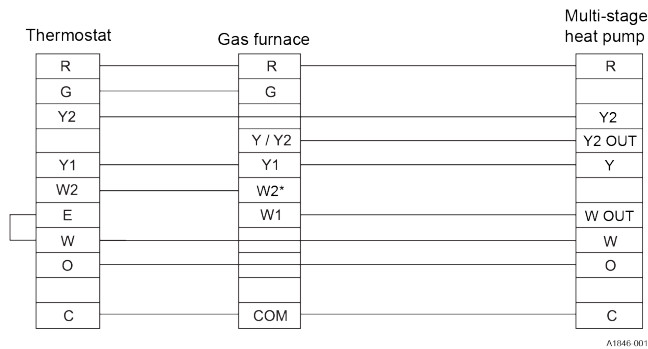 Thermostat Gas furnace Multi-stage
heat pump
R R R
G G
Y2 Y2
Y / Y2 Y2 OUT
Y1 Y1 Y
W2 W2*
E W1 W OUT
W W
O O
C COM C
A1846-001